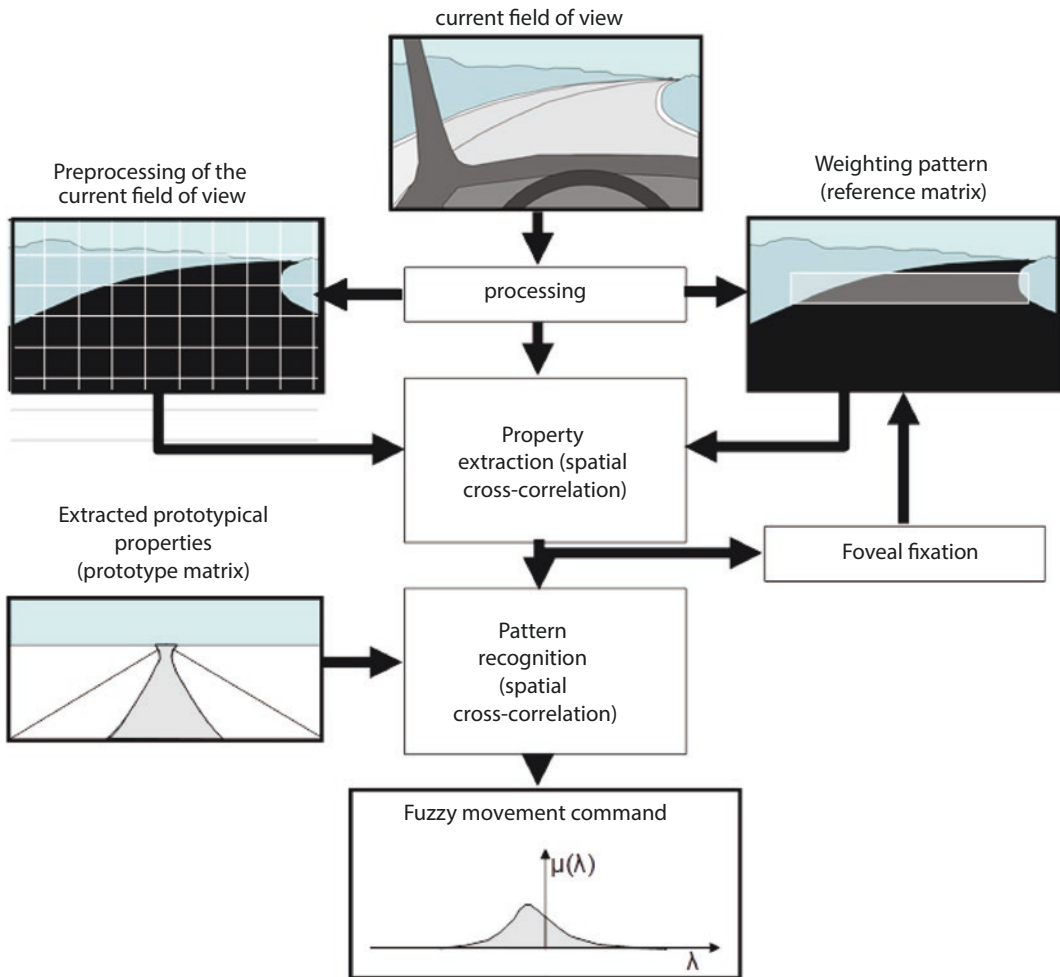 current field of view
Preprocessing of the
current field of view
Weighting pattern
(reference matrix)
processing
Property
extraction (spatial
cross-correlation)
Extracted prototypical
properties
(prototype matrix)
Foveal fixation
Pattern
recognition
(spatial
cross-correlation)
Fuzzy movement command
μ(λ)
λ